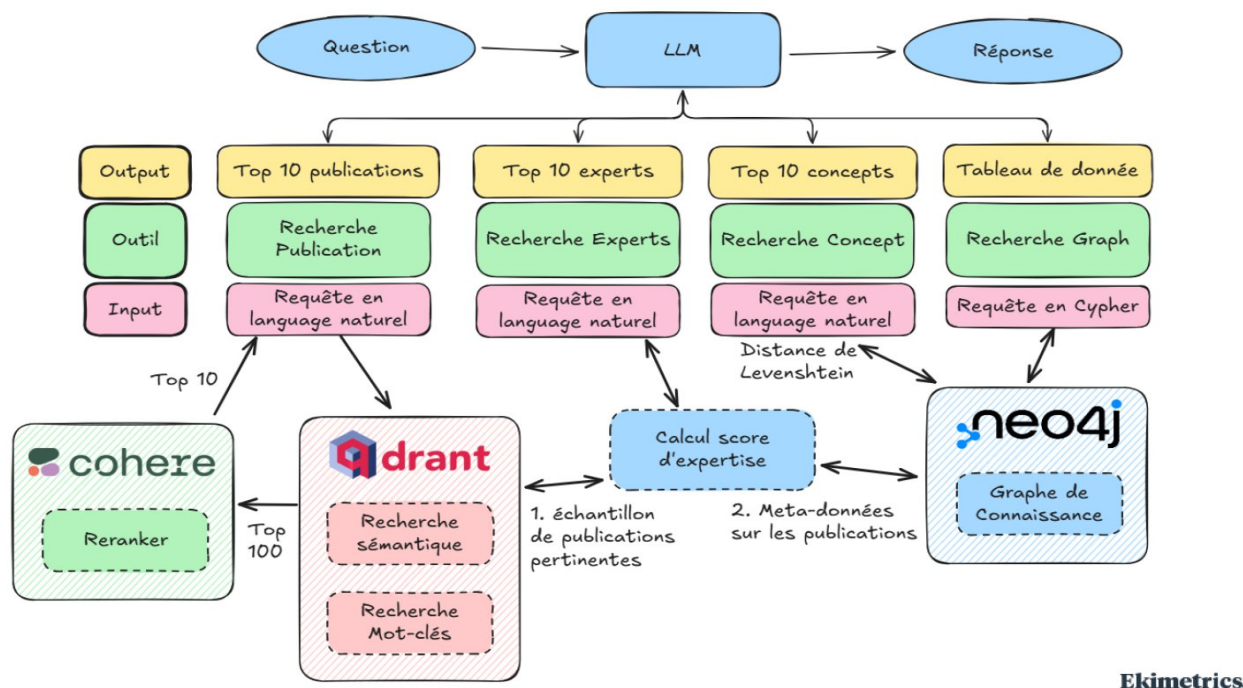 Question
LLM
Réponse
Output
Top 10 publications
Top 10 experts
Top 10 concepts
Tableau de donnée
Outil
Recherche
Publication
Recherche Experts
Recherche Concept
Recherche Graph
Input
Requête en
language naturel
Requête en
language naturel
Requête en
language naturel
Requête en Cypher
Top 10
Distance de
Levenshtein
cohere
Reranker
Top
100
qdrant
Recherche
sémantique
Recherche
Mot-clés
1. échantillon
de publications
pertinentes
Calcul score
d'expertise
2. Meta-données
sur les publications
neo4j
Graphe de
Connaissance
Ekimetrics